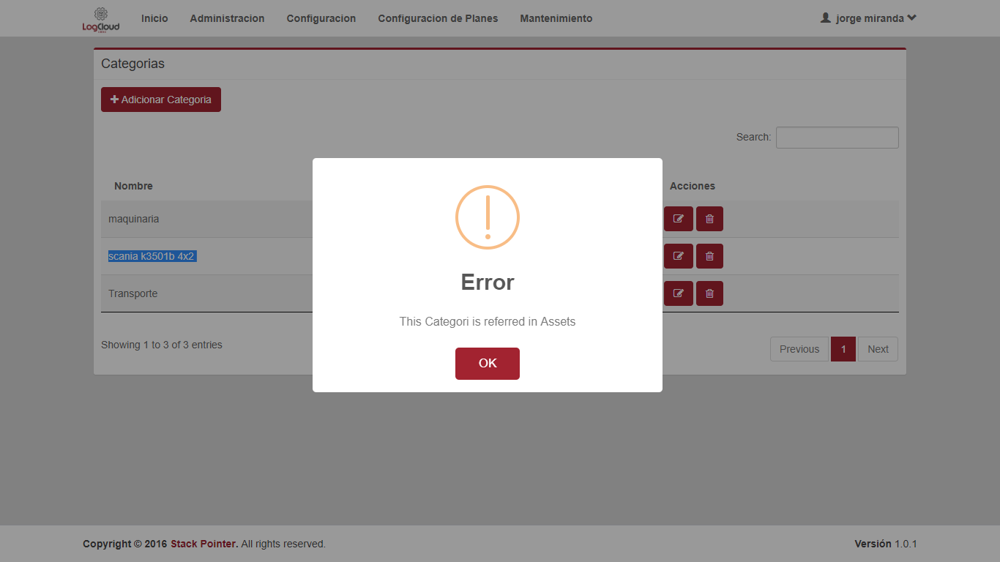 LogCloud
Inicio Administracion Configuracion Configuracion de Planes Mantenimiento jorge miranda
Categorias
Adicionar Categoria
Search:
Nombre Acciones
maquinaria
scania k3501b 4x2
Transporte
Showing 1 to 3 of 3 entries
Previous 1 Next
Error
This Categori is referred in Assets
OK
Copyright © 2016 Stack Pointer. All rights reserved.
Versión 1.0.1